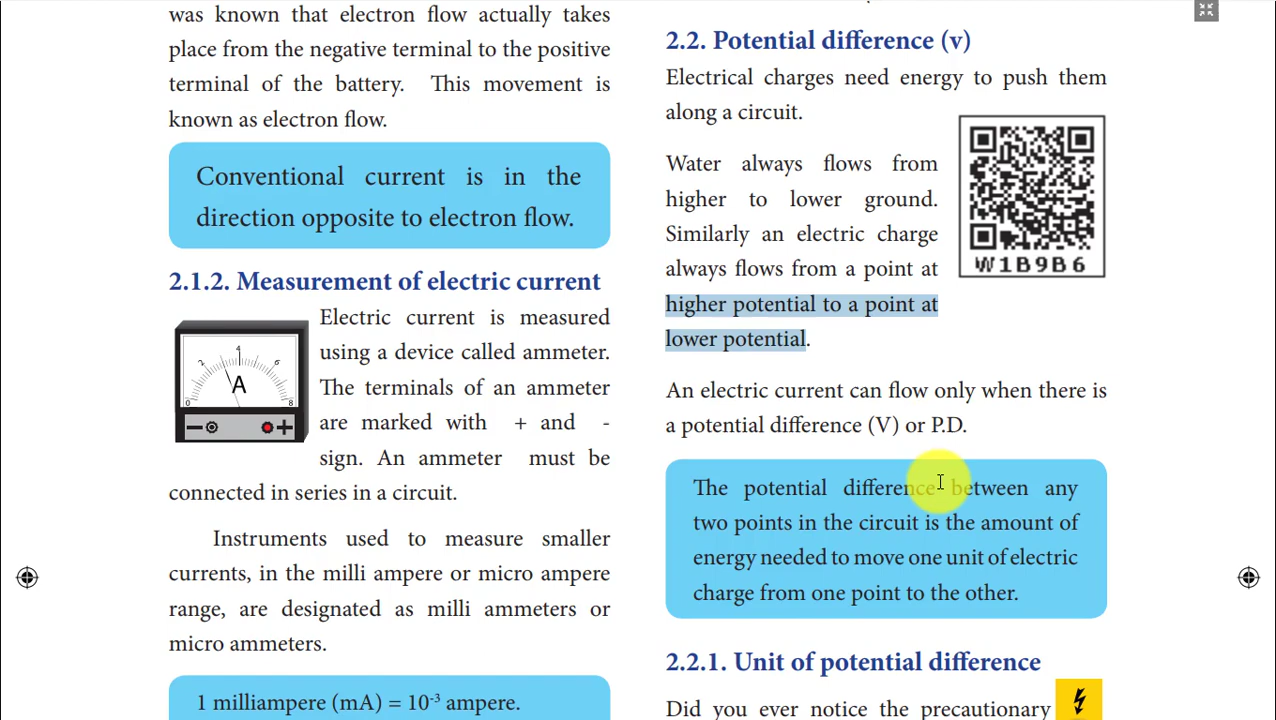 was known that electron flow actually takes
place from the negative terminal to the positive
terminal of the battery. This movement is
known as electron flow.
Conventional current is in the
direction opposite to electron flow.
2.1.2. Measurement of electric current
0 2 4 6 8
A
Electric current is measured
using a device called ammeter.
The terminals of an ammeter
are marked with + and -
sign. An ammeter must be
connected in series in a circuit.
Instruments used to measure smaller
currents, in the milli ampere or micro ampere
range, are designated as milli ammeters or
micro ammeters.
1 milliampere (mA) = 10⁻³ ampere.
2.2. Potential difference (v)
Electrical charges need energy to push them
along a circuit.
Water always flows from
higher to lower ground.
Similarly an electric charge
always flows from a point at
higher potential to a point at
lower potential.
W1B9B6
An electric current can flow only when there is
a potential difference (V) or P.D.
The potential difference between any
two points in the circuit is the amount of
energy needed to move one unit of electric
charge from one point to the other.
2.2.1. Unit of potential difference
Did you ever notice the precautionary